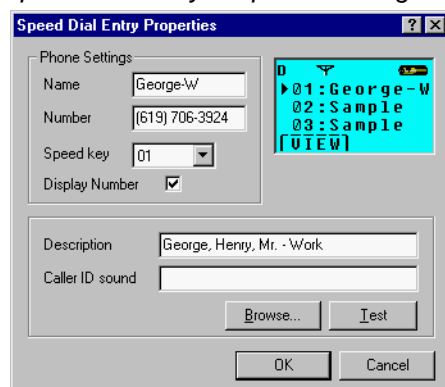 Speed Dial Entry Properties
Phone Settings
Name George-W
Number (619) 706-3924
Speed key 01
Display Number
D
01:George-W
02:Sample
03:Sample
VIEW
Description George, Henry, Mr. - Work
Caller ID sound
Browse... Test
OK Cancel